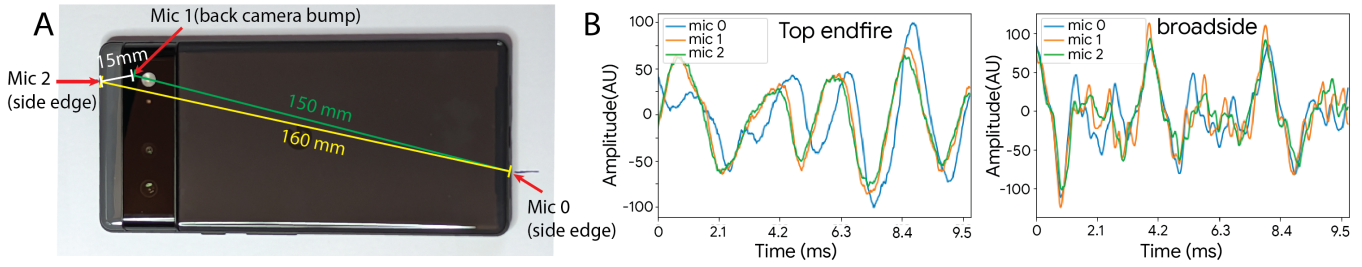 A
Mic 1(back camera bump)
15mm
Mic 2
(side edge)
150 mm
160 mm
Mic 0
(side edge)
B
Top endfire
mic 0
mic 1
mic 2
Amplitude(AU)
100
50
0
-50
-100
0 2.1 4.2 6.3 8.4 9.5
Time (ms)
broadside
mic 0
mic 1
mic 2
Amplitude(AU)
100
50
0
-50
-100
0 2.1 4.2 6.3 8.4 9.5
Time (ms)